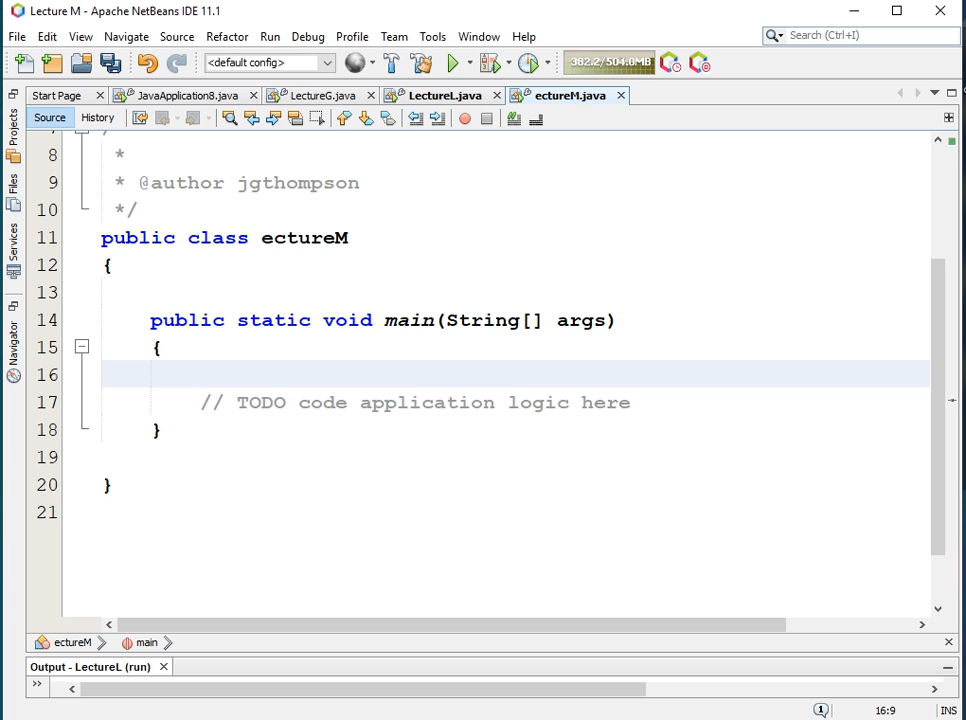 Lecture M - Apache NetBeans IDE 11.1
File Edit View Navigate Source Refactor Run Debug Profile Team Tools Window Help
Search (Ctrl+I)
<default config>
382.2/504.0MB
Start Page JavaApplication8.java LectureG.java LectureL.java ectureM.java
Source History
Projects
Files
Services
Navigator
8 *
9 * @author jgthompson
10 */
11 public class ectureM
12 {
13
14 public static void main(String[] args)
15 {
16
17 // TODO code application logic here
18 }
19
20 }
21
ectureM main
Output - LectureL (run)
1 16:9 INS